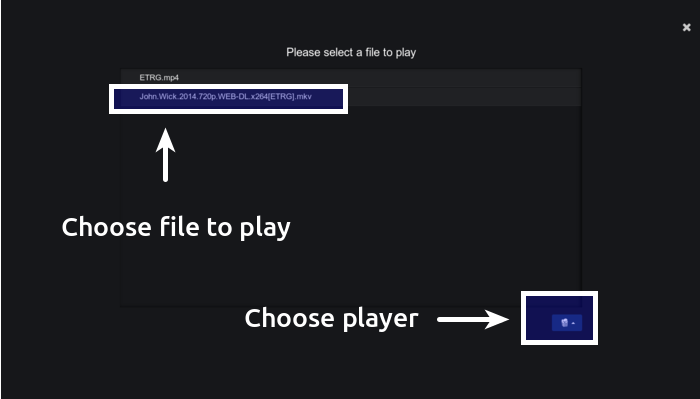 Please select a file to play
ETRG.mp4
John.Wick.2014.720p.WEB-DL.x264[ETRG].mkv
Choose file to play
Choose player